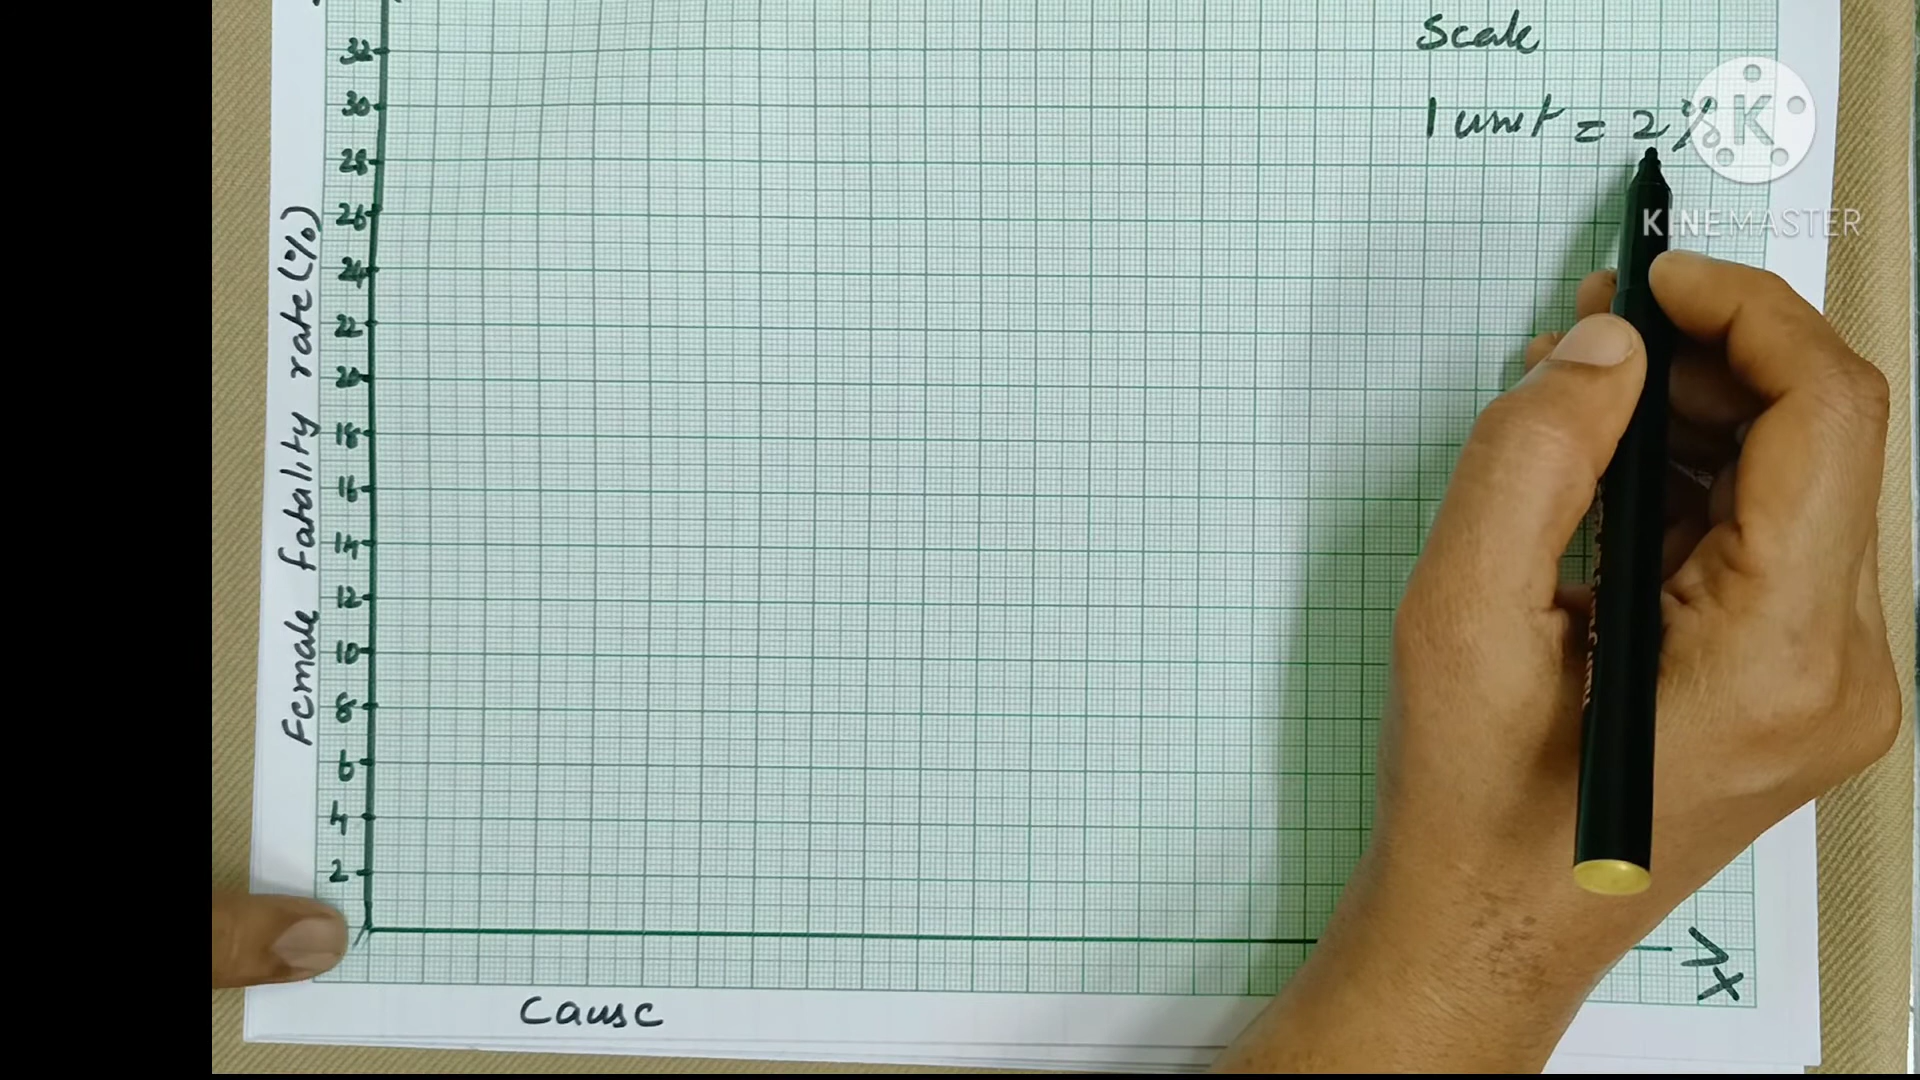 Scale
1 unit = 2%
K
KINEMASTER
32
30
28
26
24
22
20
18
16
14
12
10
8
6
4
2
Female fatality rate (%)
X
Cause